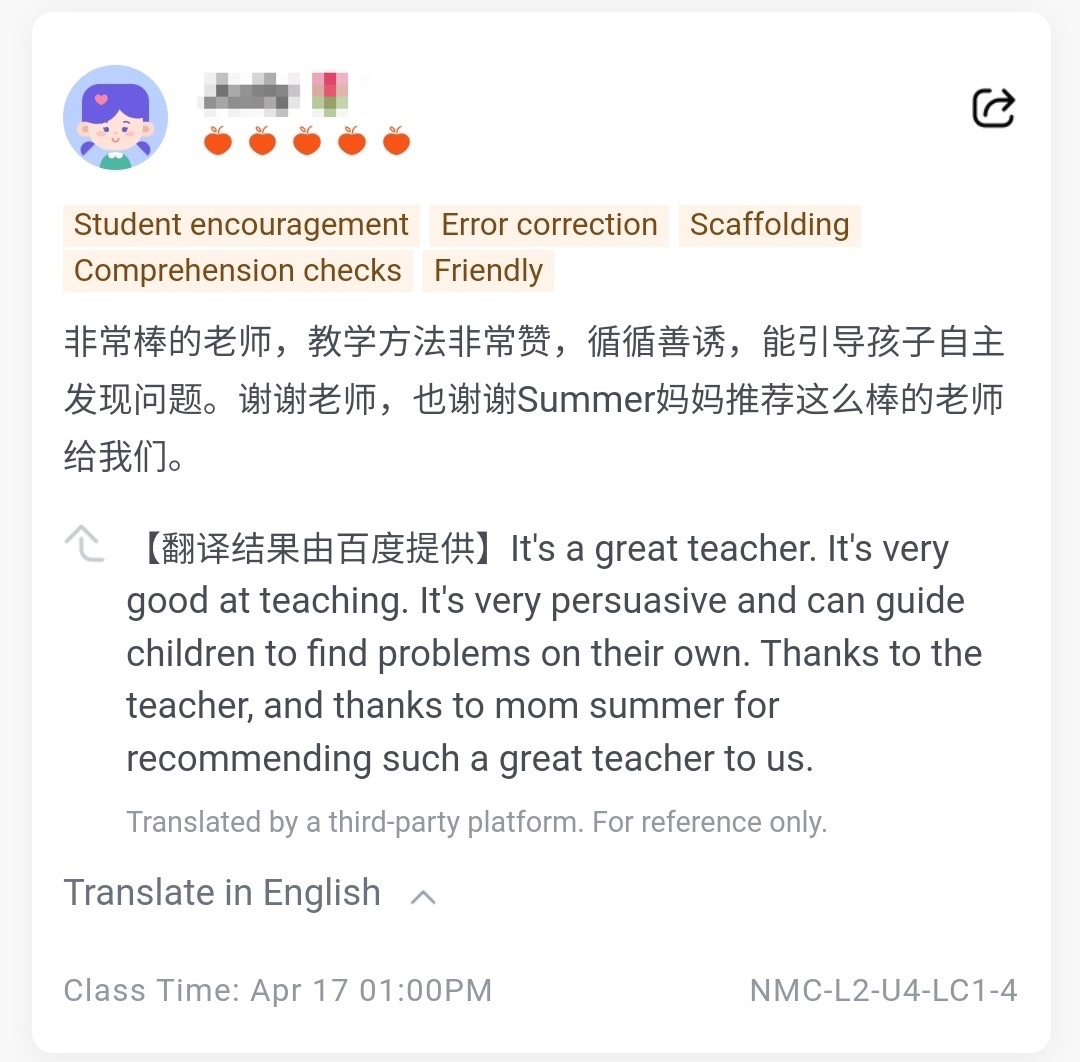 Student encouragement Error correction Scaffolding
Comprehension checks Friendly
非常棒的老师，教学方法非常赞，循循善诱，能引导孩子自主
发现问题。谢谢老师，也谢谢Summer妈妈推荐这么棒的老师
给我们。
【翻译结果由百度提供】It's a great teacher. It's very
good at teaching. It's very persuasive and can guide
children to find problems on their own. Thanks to the
teacher, and thanks to mom summer for
recommending such a great teacher to us.
Translated by a third-party platform. For reference only.
Translate in English
Class Time: Apr 17 01:00PM NMC-L2-U4-LC1-4